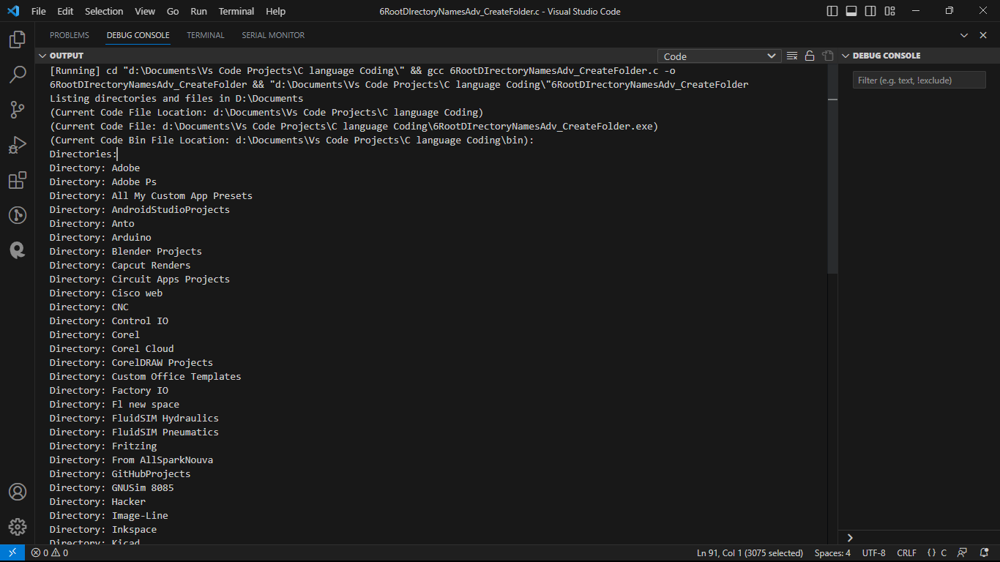 File Edit Selection View Go Run Terminal Help 6RootDIrectoryNamesAdv_CreateFolder.c - Visual Studio Code
PROBLEMS DEBUG CONSOLE TERMINAL SERIAL MONITOR
OUTPUT Code DEBUG CONSOLE
Filter (e.g. text, !exclude)
[Running] cd "d:\Documents\Vs Code Projects\C language Coding\" && gcc 6RootDIrectoryNamesAdv_CreateFolder.c -o
6RootDIrectoryNamesAdv_CreateFolder && "d:\Documents\Vs Code Projects\C language Coding\"6RootDIrectoryNamesAdv_CreateFolder
Listing directories and files in D:\Documents
(Current Code File Location: d:\Documents\Vs Code Projects\C language Coding)
(Current Code File: d:\Documents\Vs Code Projects\C language Coding\6RootDIrectoryNamesAdv_CreateFolder.exe)
(Current Code Bin File Location: d:\Documents\Vs Code Projects\C language Coding\bin):
Directories:
Directory: Adobe
Directory: Adobe Ps
Directory: All My Custom App Presets
Directory: AndroidStudioProjects
Directory: Anto
Directory: Arduino
Directory: Blender Projects
Directory: Capcut Renders
Directory: Circuit Apps Projects
Directory: Cisco web
Directory: CNC
Directory: Control IO
Directory: Corel
Directory: Corel Cloud
Directory: CorelDRAW Projects
Directory: Custom Office Templates
Directory: Factory IO
Directory: Fl new space
Directory: FluidSIM Hydraulics
Directory: FluidSIM Pneumatics
Directory: Fritzing
Directory: From AllSparkNouva
Directory: GitHubProjects
Directory: GNUSim 8085
Directory: Hacker
Directory: Image-Line
Directory: Inkspace
Directory: Kicad
0 0 Ln 91, Col 1 (3075 selected) Spaces: 4 UTF-8 CRLF {} C